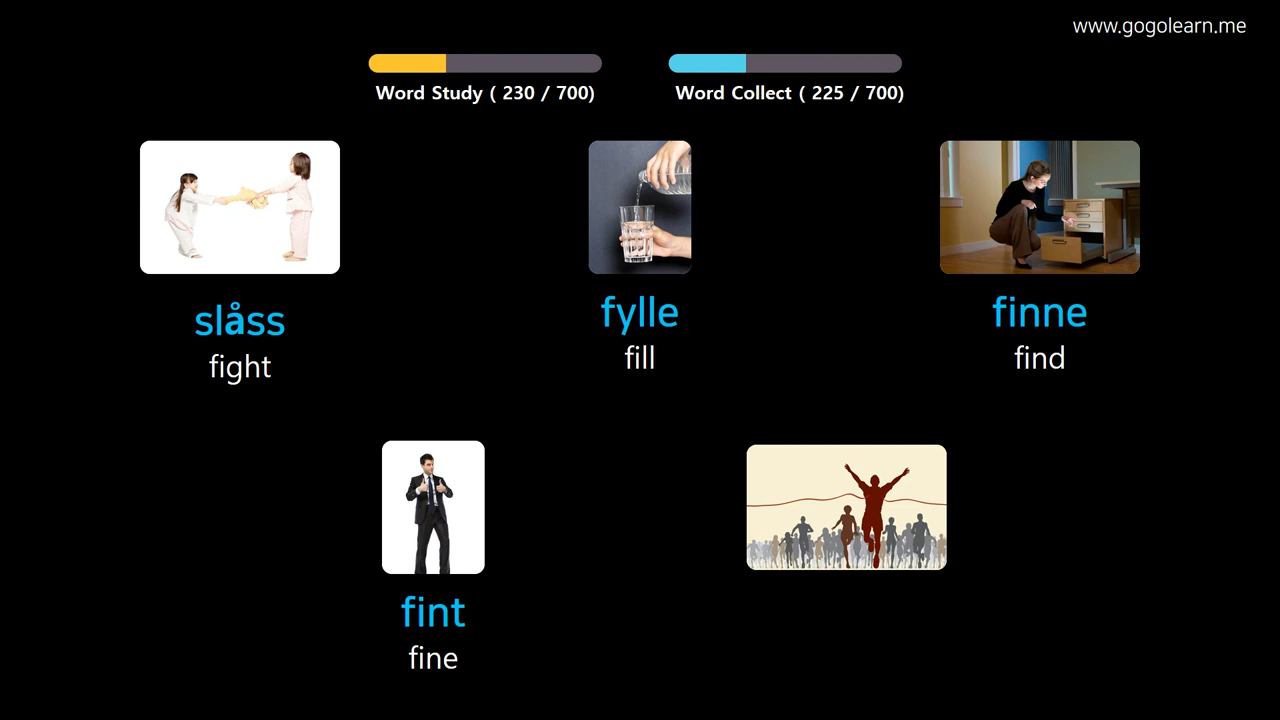 www.gogolearn.me
Word Study ( 230 / 700)
Word Collect ( 225 / 700)
slåss
fight
fylle
fill
finne
find
fint
fine